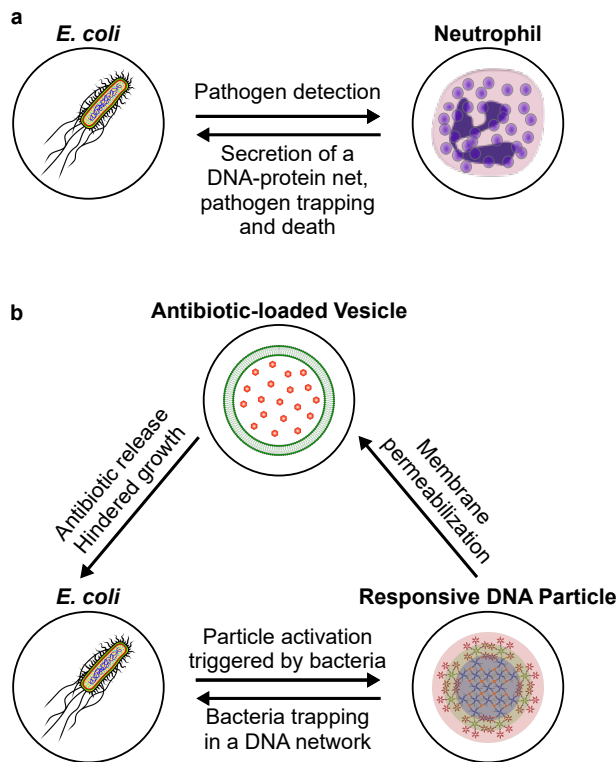 a
E. coli
Neutrophil
Pathogen detection
Secretion of a
DNA-protein net,
pathogen trapping
and death
b
Antibiotic-loaded Vesicle
Antibiotic release
Hindered growth
Membrane
permeabilization
E. coli
Responsive DNA Particle
Particle activation
triggered by bacteria
Bacteria trapping
in a DNA network